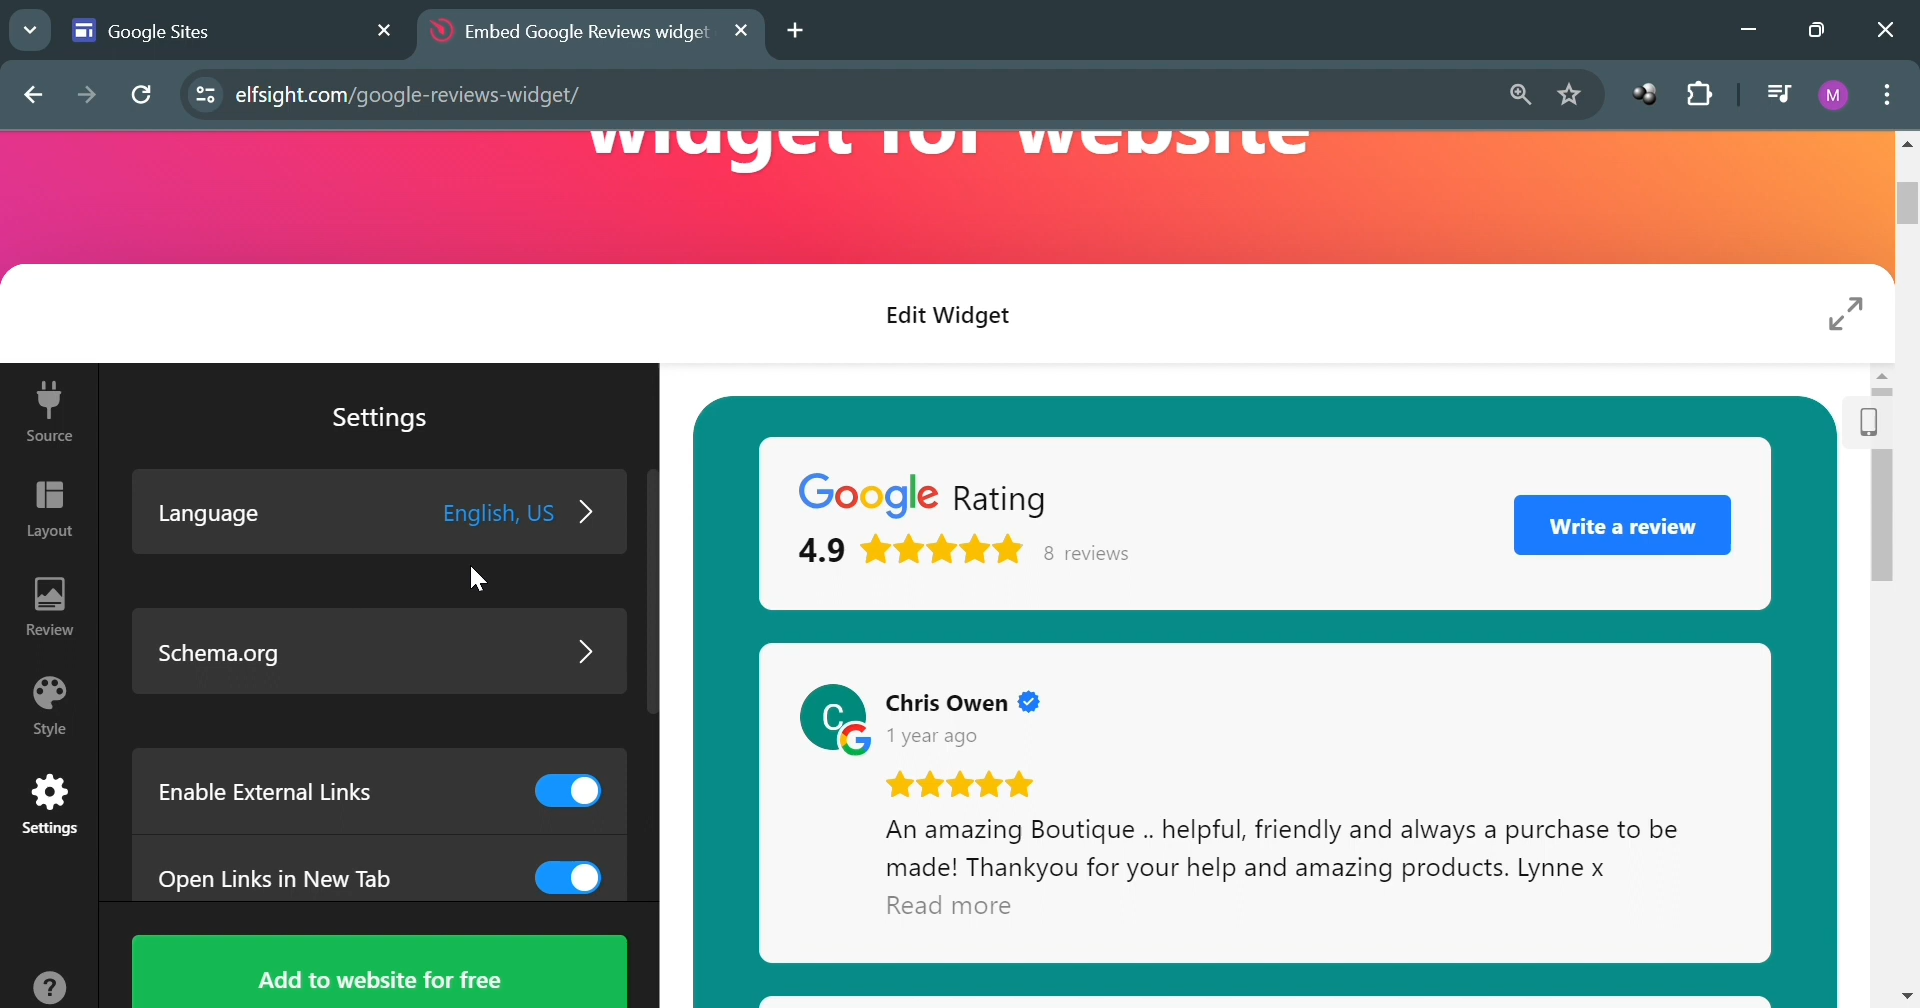 Google Sites
Embed Google Reviews widget
elfsight.com/google-reviews-widget/
M
widget for website
Edit Widget
Source
Layout
Review
Style
Settings
?
Settings
Language English, US
Schema.org
Enable External Links
Open Links in New Tab
Add to website for free
Google Rating
4.9 8 reviews
Write a review
C
G
Chris Owen
1 year ago
An amazing Boutique .. helpful, friendly and always a purchase to be
made! Thankyou for your help and amazing products. Lynne x
Read more